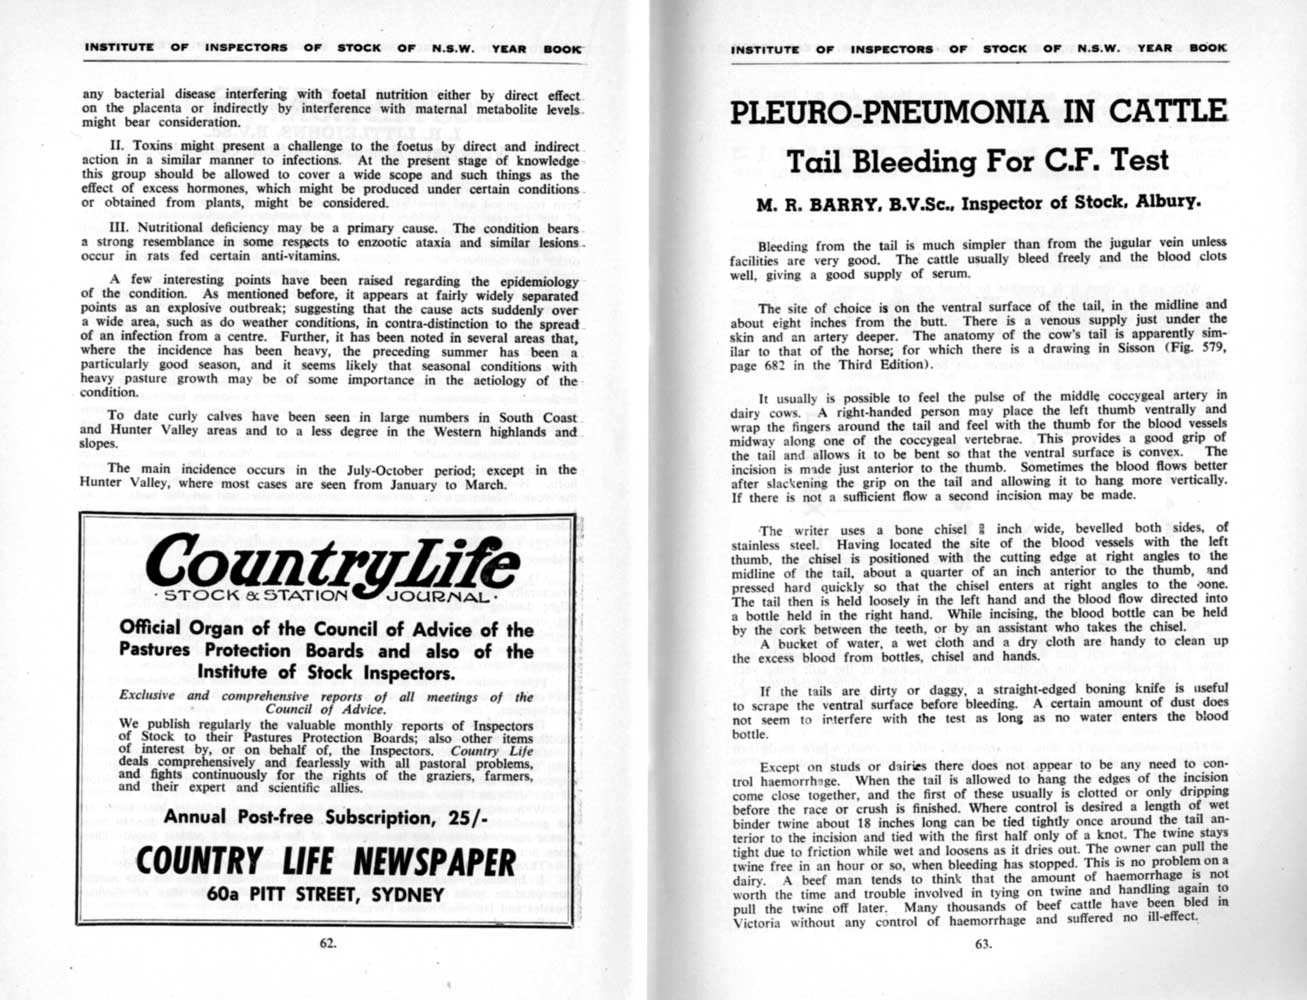 INSTITUTE OF INSPECTORS OF STOCK OF N.S.W. YEAR BOOK
any bacterial disease interfering with foetal nutrition either by direct effect
on the placenta or indirectly by interference with maternal metabolite levels
might bear consideration.
II. Toxins might present a challenge to the foetus by direct and indirect
action in a similar manner to infections. At the present stage of knowledge
this group should be allowed to cover a wide scope and such things as the
effect of excess hormones, which might be produced under certain conditions
or obtained from plants, might be considered.
III. Nutritional deficiency may be a primary cause. The condition bears
a strong resemblance in some respects to enzootic ataxia and similar lesions
occur in rats fed certain anti-vitamins.
A few interesting points have been raised regarding the epidemiology
of the condition. As mentioned before, it appears at fairly widely separated
points as an explosive outbreak; suggesting that the cause acts suddenly over
a wide area, such as do weather conditions, in contra-distinction to the spread
of an infection from a centre. Further, it has been noted in several areas that,
where the incidence has been heavy, the preceding summer has been a
particularly good season, and it seems likely that seasonal conditions with
heavy pasture growth may be of some importance in the aetiology of the
condition.
To date curly calves have been seen in large numbers in South Coast
and Hunter Valley areas and to a less degree in the Western highlands and
slopes.
The main incidence occurs in the July-October period; except in the
Hunter Valley, where most cases are seen from January to March.
Country Life
· STOCK & STATION JOURNAL ·
Official Organ of the Council of Advice of the
Pastures Protection Boards and also of the
Institute of Stock Inspectors.
Exclusive and comprehensive reports of all meetings of the
Council of Advice.
We publish regularly the valuable monthly reports of Inspectors
of Stock to their Pastures Protection Boards; also other items
of interest by, or on behalf of, the Inspectors. Country Life
deals comprehensively and fearlessly with all pastoral problems,
and fights continuously for the rights of the graziers, farmers,
and their expert and scientific allies.
Annual Post-free Subscription, 25/-
COUNTRY LIFE NEWSPAPER
60a PITT STREET, SYDNEY
62.
INSTITUTE OF INSPECTORS OF STOCK OF N.S.W. YEAR BOOK
PLEURO-PNEUMONIA IN CATTLE
Tail Bleeding For C.F. Test
M. R. BARRY, B.V.Sc., Inspector of Stock, Albury.
Bleeding from the tail is much simpler than from the jugular vein unless
facilities are very good. The cattle usually bleed freely and the blood clots
well, giving a good supply of serum.
The site of choice is on the ventral surface of the tail, in the midline and
about eight inches from the butt. There is a venous supply just under the
skin and an artery deeper. The anatomy of the cow's tail is apparently sim-
ilar to that of the horse; for which there is a drawing in Sisson (Fig. 579,
page 682 in the Third Edition).
It usually is possible to feel the pulse of the middle coccygeal artery in
dairy cows. A right-handed person may place the left thumb ventrally and
wrap the fingers around the tail and feel with the thumb for the blood vessels
midway along one of the coccygeal vertebrae. This provides a good grip of
the tail and allows it to be bent so that the ventral surface is convex. The
incision is made just anterior to the thumb. Sometimes the blood flows better
after slackening the grip on the tail and allowing it to hang more vertically.
If there is not a sufficient flow a second incision may be made.
The writer uses a bone chisel inch wide, bevelled both sides, of
stainless steel. Having located the site of the blood vessels with the left
thumb, the chisel is positioned with the cutting edge at right angles to the
midline of the tail, about a quarter of an inch anterior to the thumb, and
pressed hard quickly so that the chisel enters at right angles to the bone.
The tail then is held loosely in the left hand and the blood flow directed into
a bottle held in the right hand. While incising, the blood bottle can be held
by the cork between the teeth, or by an assistant who takes the chisel.
A bucket of water, a wet cloth and a dry cloth are handy to clean up
the excess blood from bottles, chisel and hands.
If the tails are dirty or daggy, a straight-edged boning knife is useful
to scrape the ventral surface before bleeding. A certain amount of dust does
not seem to interfere with the test as long as no water enters the blood
bottle.
Except on studs or dairies there does not appear to be any need to con-
trol haemorrhage. When the tail is allowed to hang the edges of the incision
come close together, and the first of these usually is clotted or only dripping
before the race or crush is finished. Where control is desired a length of wet
binder twine about 18 inches long can be tied tightly once around the tail an-
terior to the incision and tied with the first half only of a knot. The twine stays
tight due to friction while wet and loosens as it dries out. The owner can pull the
twine free in an hour or so, when bleeding has stopped. This is no problem on a
dairy. A beef man tends to think that the amount of haemorrhage is not
worth the time and trouble involved in tying on twine and handling again to
pull the twine off later. Many thousands of beef cattle have been bled in
Victoria without any control of haemorrhage and suffered no ill-effect.
63.